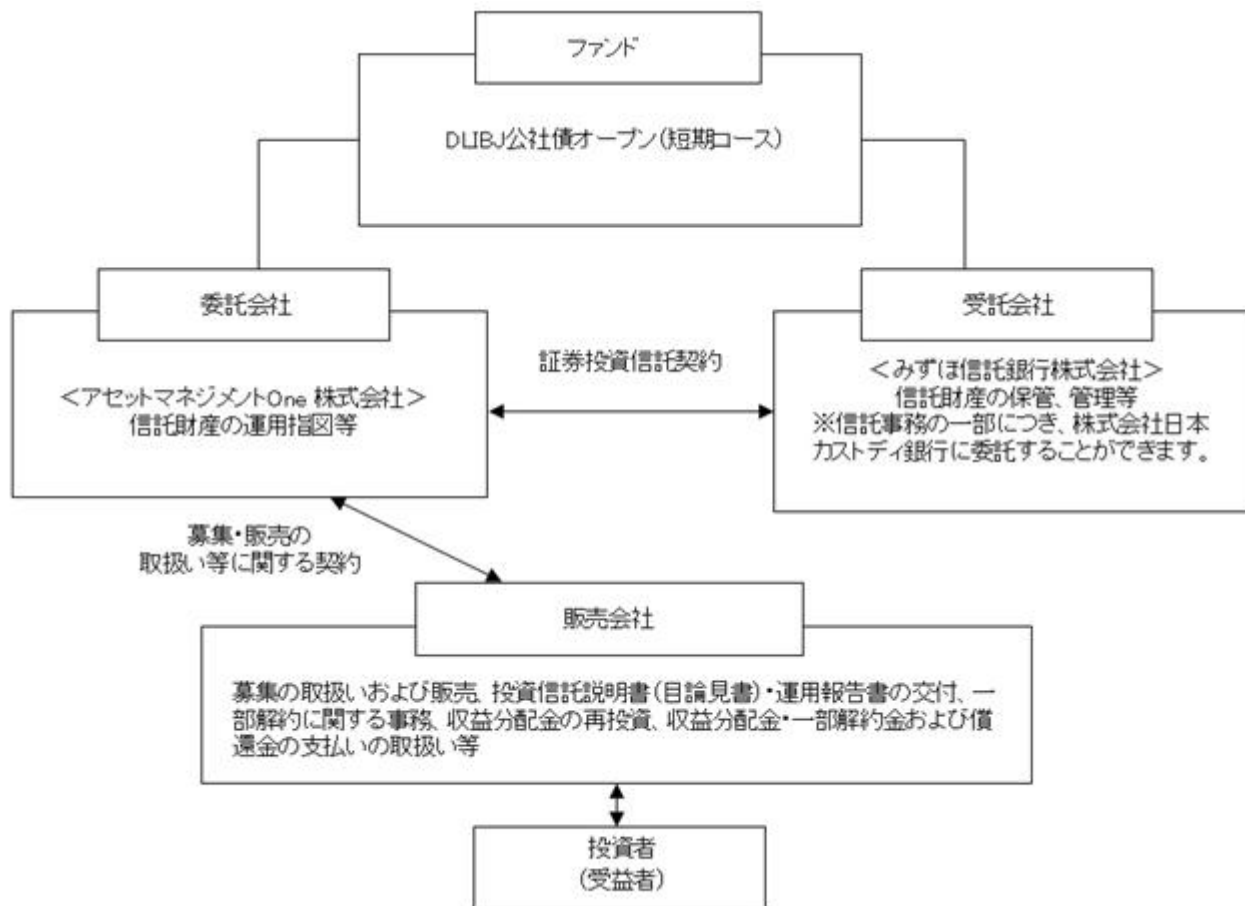 ファンド
DLIBJ公社債オープン(短期コース)
委託会社
受託会社
<アセットマネジメントOne 株式会社>
信託財産の運用指図等
証券投資信託契約
<みずほ信託銀行株式会社>
信託財産の保管、管理等
※信託事務の一部につき、株式会社日本
カストディ銀行に委託することができます。
募集・販売の
取扱い等に関する契約
販売会社
募集の取扱いおよび販売、投資信託説明書(目論見書)・運用報告書の交付、一
部解約に関する事務、収益分配金の再投資、収益分配金・一部解約金および償
還金の支払いの取扱い等
投資者
(受益者)